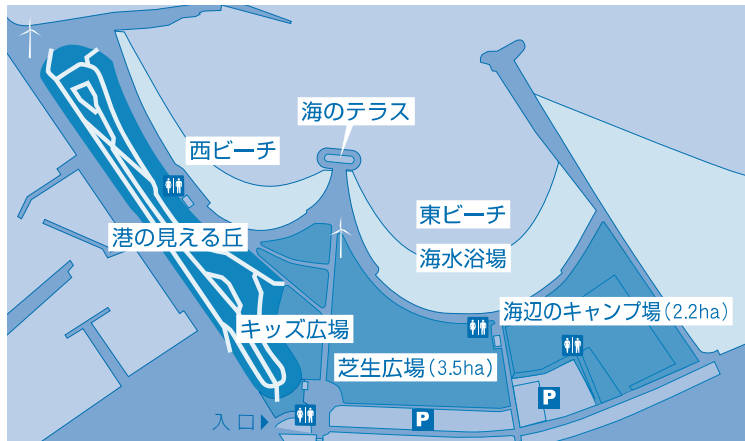 海のテラス
西ビーチ
東ビーチ
港の見える丘
海水浴場
海辺のキャンプ場(2.2ha)
キッズ広場
芝生広場(3.5ha)
P
入口
P